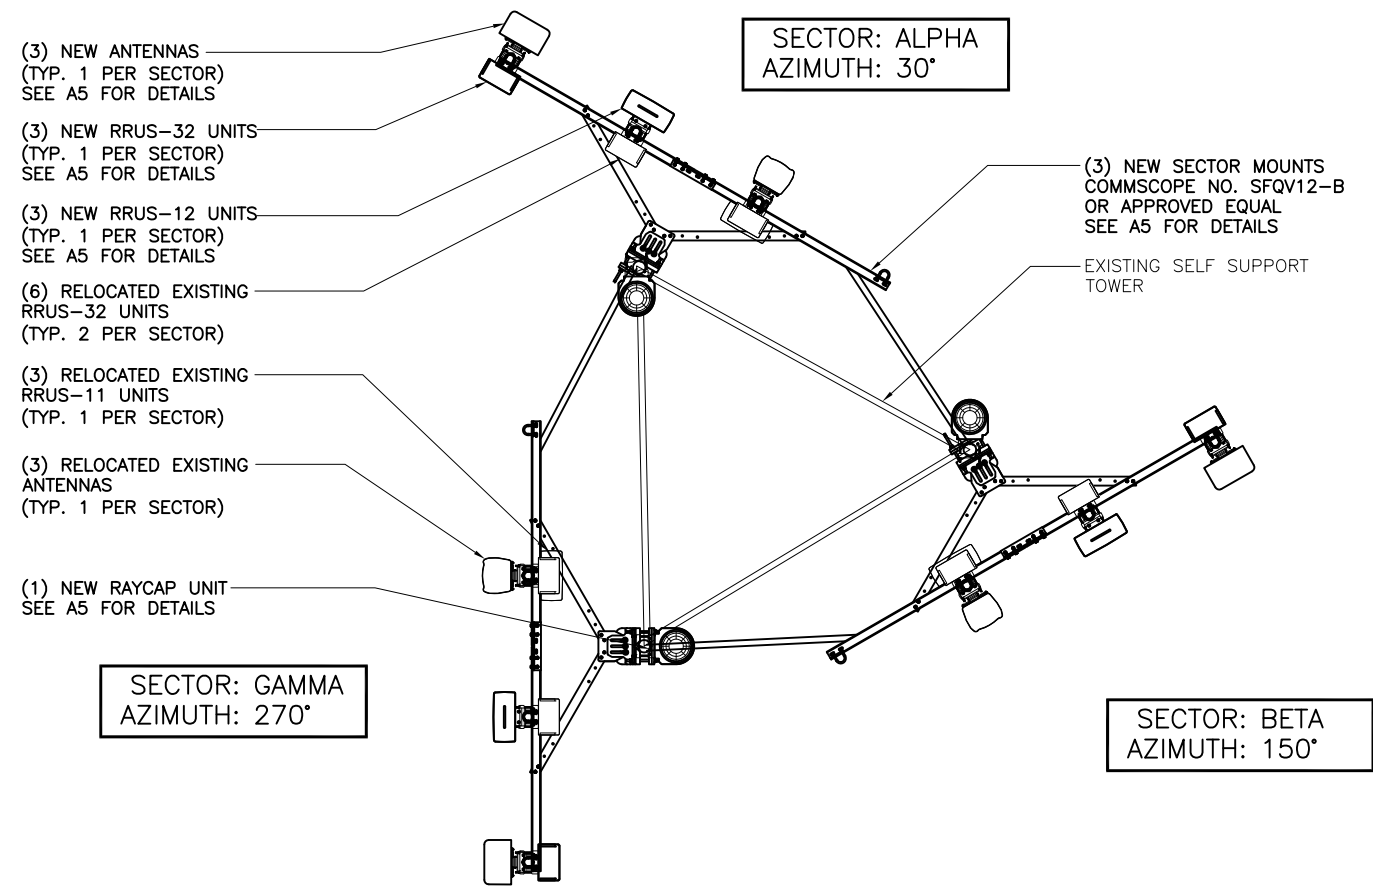 (3) NEW ANTENNAS
(TYP. 1 PER SECTOR)
SEE A5 FOR DETAILS
(3) NEW RRUS-32 UNITS
(TYP. 1 PER SECTOR)
SEE A5 FOR DETAILS
(3) NEW RRUS-12 UNITS
(TYP. 1 PER SECTOR)
SEE A5 FOR DETAILS
(6) RELOCATED EXISTING
RRUS-32 UNITS
(TYP. 2 PER SECTOR)
(3) RELOCATED EXISTING
RRUS-11 UNITS
(TYP. 1 PER SECTOR)
(3) RELOCATED EXISTING
ANTENNAS
(TYP. 1 PER SECTOR)
(1) NEW RAYCAP UNIT
SEE A5 FOR DETAILS
SECTOR: GAMMA
AZIMUTH: 270°
SECTOR: ALPHA
AZIMUTH: 30°
(3) NEW SECTOR MOUNTS
COMMSCOPE NO. SFQV12-B
OR APPROVED EQUAL
SEE A5 FOR DETAILS
EXISTING SELF SUPPORT
TOWER
SECTOR: BETA
AZIMUTH: 150°